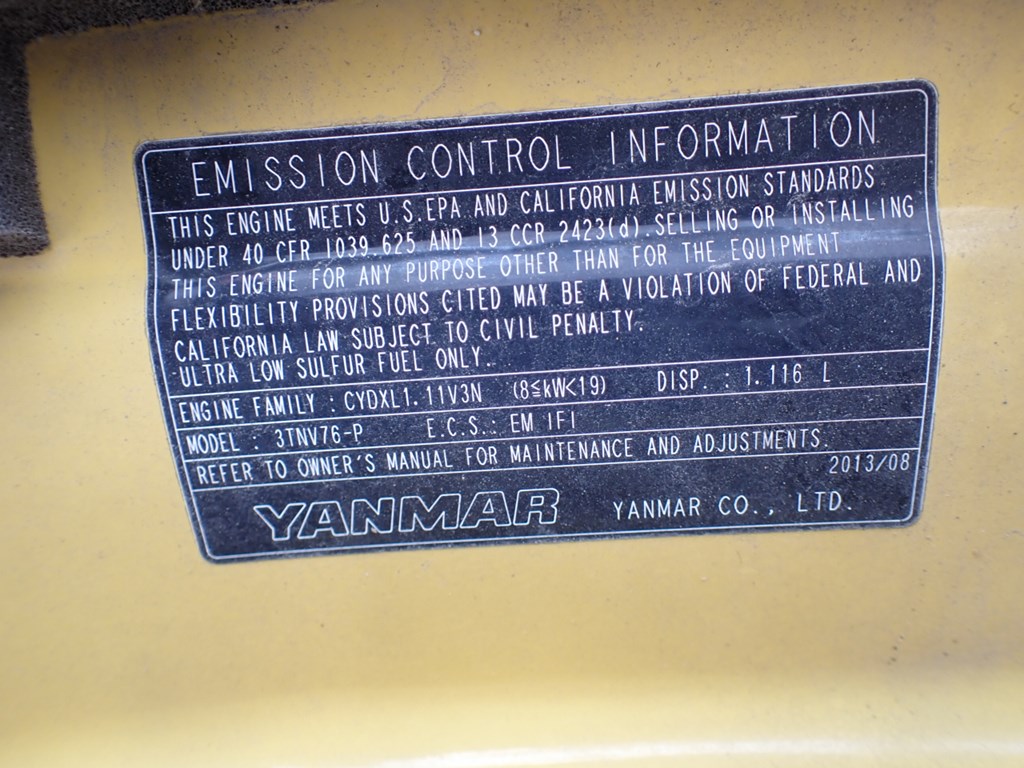 EMISSION CONTROL INFORMATION
THIS ENGINE MEETS U.S.EPA AND CALIFORNIA EMISSION STANDARDS
UNDER 40 CFR 1039.625 AND 13 CCR 2423(d).SELLING OR INSTALLING
THIS ENGINE FOR ANY PURPOSE OTHER THAN FOR THE EQUIPMENT
FLEXIBILITY PROVISIONS CITED MAY BE A VIOLATION OF FEDERAL AND
CALIFORNIA LAW SUBJECT TO CIVIL PENALTY.
ULTRA LOW SULFUR FUEL ONLY.
ENGINE FAMILY : CYDXL1.11V3N (8≦kW<19) DISP. : 1.116 L
MODEL : 3TNV76-P E.C.S.: EM IFI
REFER TO OWNER'S MANUAL FOR MAINTENANCE AND ADJUSTMENTS.
2013/08
YANMAR YANMAR CO., LTD.